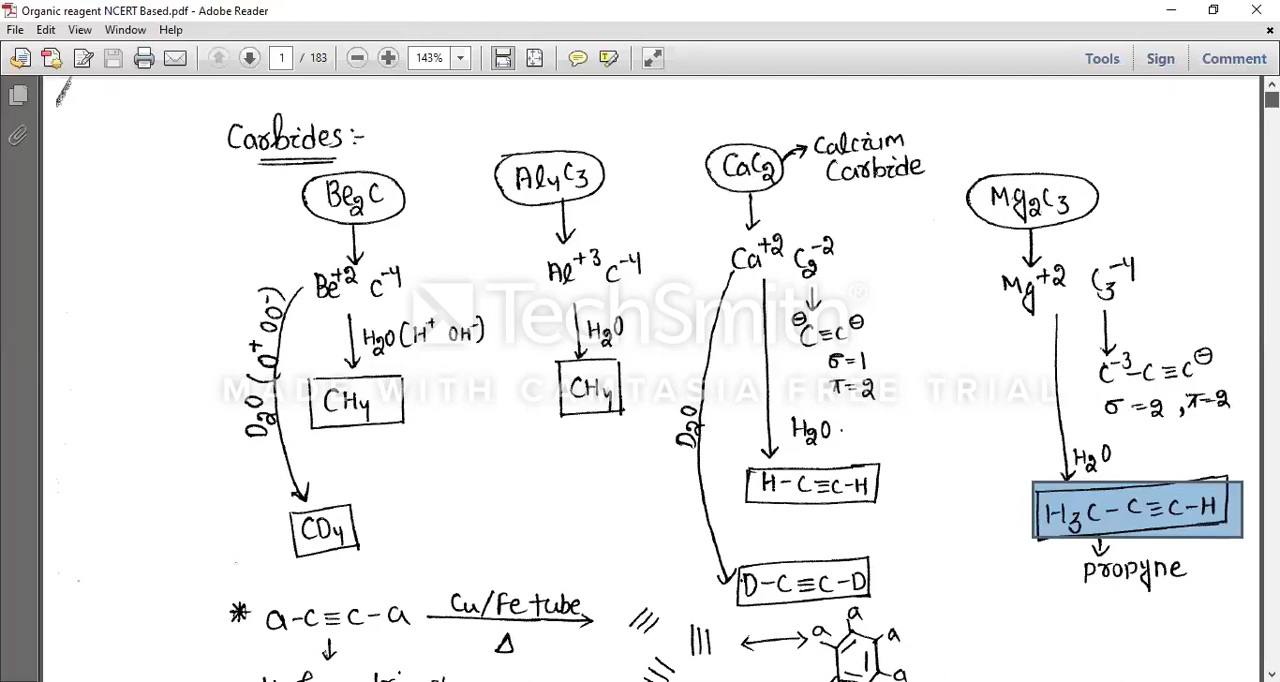 Organic reagent NCERT Based.pdf - Adobe Reader
File Edit View Window Help
1 / 183 143% Tools Sign Comment
Carbides :-
Be2C
Al4C3
CaC2 → Calcium Carbide
Mg2C3
Be+2 C-4
Al+3 C-4
Ca+2 C2-2
Mg+2 C3-4
H2O (H+ OH-)
H2O
⊖C≡C⊖
σ=1
π=2
C-3-C≡C⊖
σ=2, π=2
D2O (D+ OD-)
TechSmith
MADE WITH CAMTASIA FREE TRIAL
CH4
CH4
D2O
H2O
H2O
H-C≡C-H
H3C-C≡C-H
CD4
propyne
D-C≡C-D
* a-C≡C-a Cu/Fe tube
Δ
a
a
a